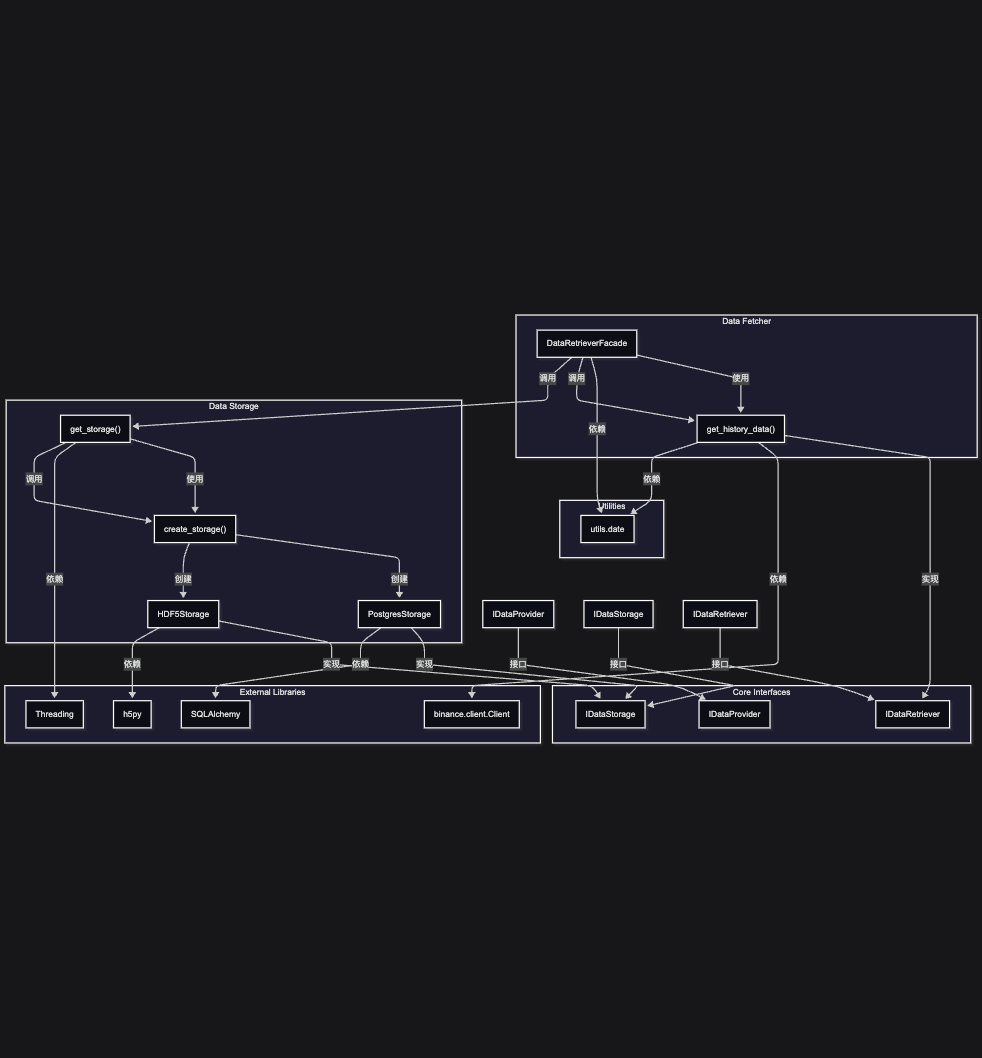 Data Fetcher
DataRetrieverFacade
调用
调用
使用
Data Storage
get_storage()
依赖
get_history_data()
调用
使用
依赖
Utilities
create_storage()
utils.date
依赖
创建
创建
依赖
实现
HDF5Storage
PostgresStorage
IDataProvider
IDataStorage
IDataRetriever
依赖
实现
依赖
实现
接口
接口
接口
External Libraries
Core Interfaces
Threading
h5py
SQLAlchemy
binance.client.Client
IDataStorage
IDataProvider
IDataRetriever